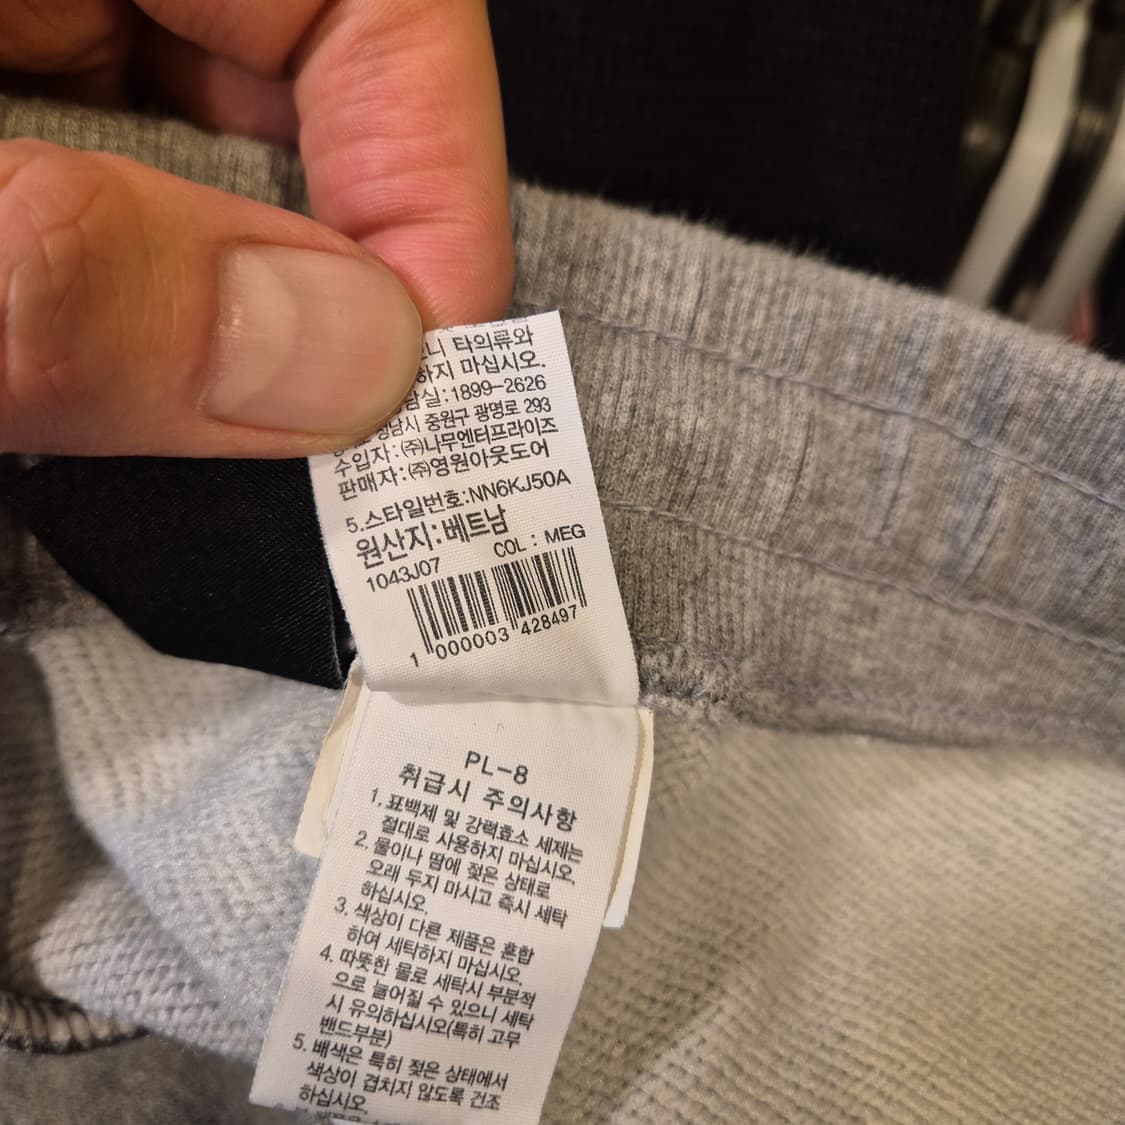 니 타의류와
하지 마십시오.
담실:1899-2626
성남시 중원구 광명로 293
수입자:(주)나무엔터프라이즈
판매자:(주)영원아웃도어
5.스타일번호:NN6KJ50A
원산지:베트남
1043J07 COL : MEG
1 000003 428497
PL-8
취급시 주의사항
1. 표백제 및 강력효소 세제는
절대로 사용하지 마십시오.
2. 물이나 땀에 젖은 상태로
오래 두지 마시고 즉시 세탁
하십시오.
3. 색상이 다른 제품은 혼합
하여 세탁하지 마십시오.
4. 따뜻한 물로 세탁시 부분적
으로 늘어질 수 있으니 세탁
시 유의하십시오(특히 고무
밴드부분)
5. 배색은 특히 젖은 상태에서
색상이 겹치지 않도록 건조
하십시오.